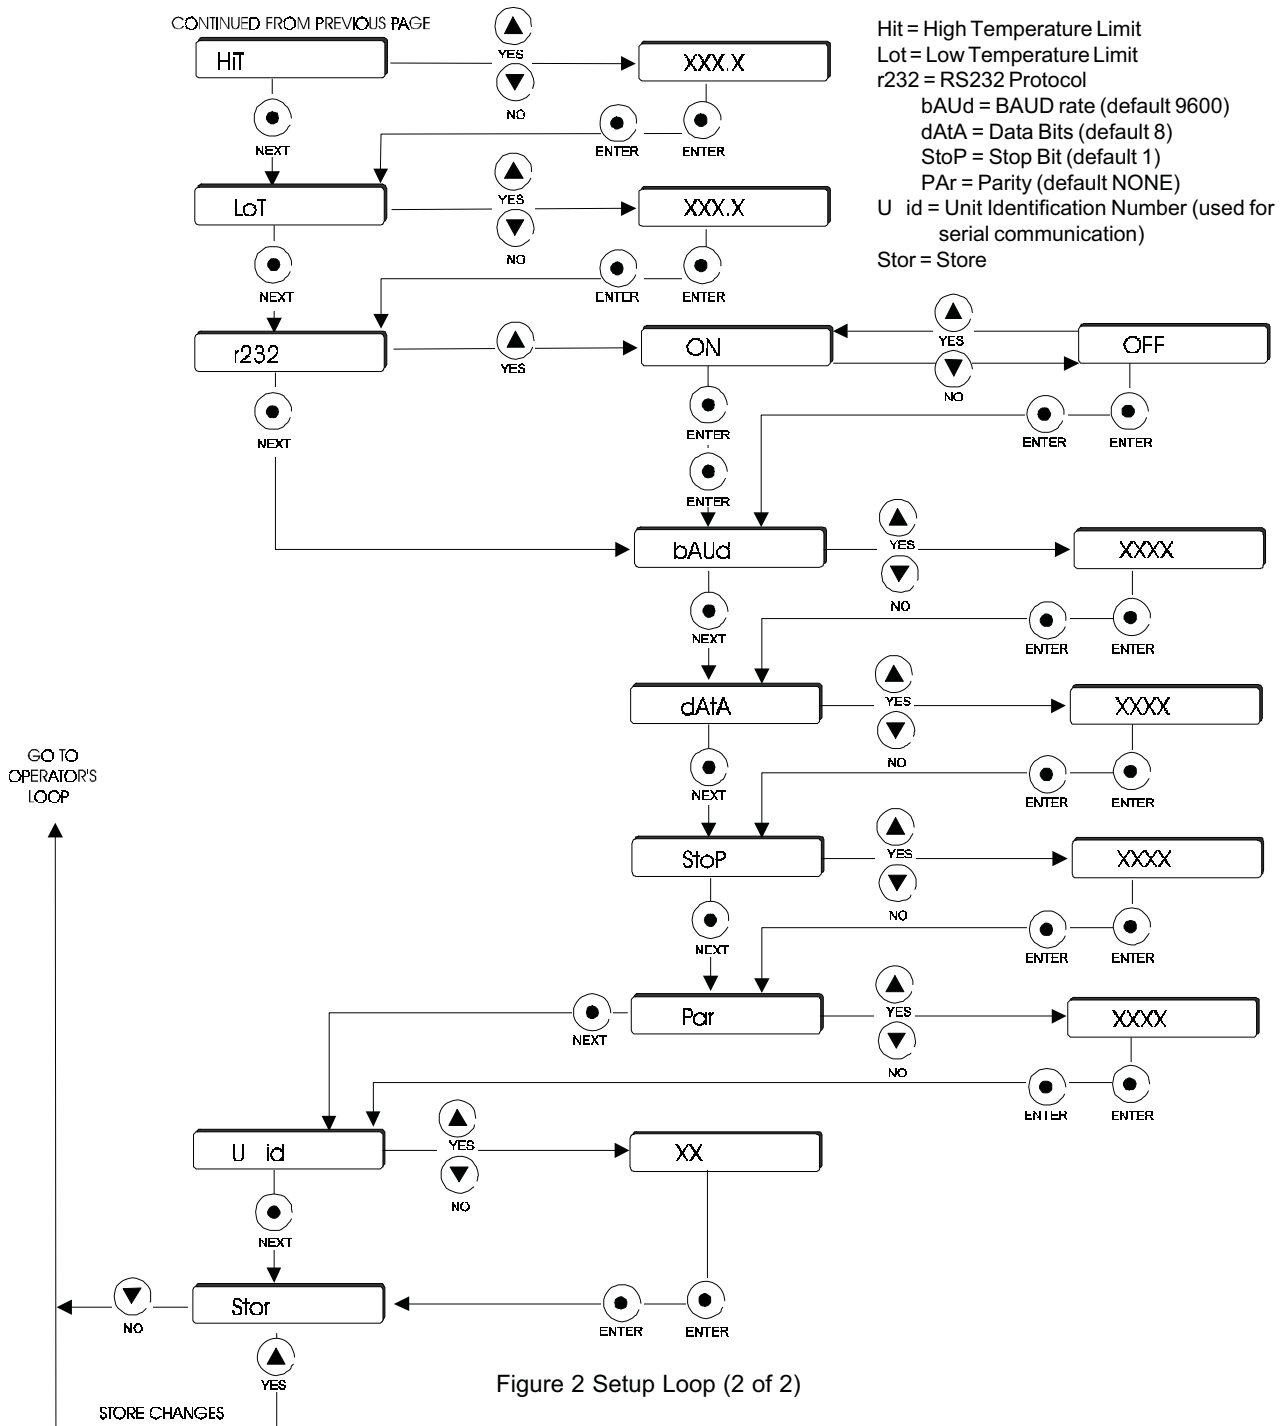 CONTINUED FROM PREVIOUS PAGE
HiT
YES
NO
XXX.X
NEXT
ENTER
ENTER
Hit = High Temperature Limit
Lot = Low Temperature Limit
r232 = RS232 Protocol
bAUd = BAUD rate (default 9600)
dAtA = Data Bits (default 8)
StoP = Stop Bit (default 1)
PAr = Parity (default NONE)
U id = Unit Identification Number (used for
serial communication)
Stor = Store
LoT
YES
NO
XXX.X
NEXT
ENTER
ENTER
r232
YES
ON
YES
NO
OFF
NEXT
ENTER
ENTER
ENTER
ENTER
bAUd
YES
NO
XXXX
NEXT
ENTER
ENTER
dAtA
YES
NO
XXXX
NEXT
ENTER
ENTER
GO TO
OPERATOR'S
LOOP
StoP
YES
NO
XXXX
NEXT
ENTER
ENTER
Par
NEXT
YES
NO
XXXX
ENTER
ENTER
U id
YES
NO
XX
NEXT
Stor
NO
ENTER
ENTER
YES
STORE CHANGES
Figure 2 Setup Loop (2 of 2)